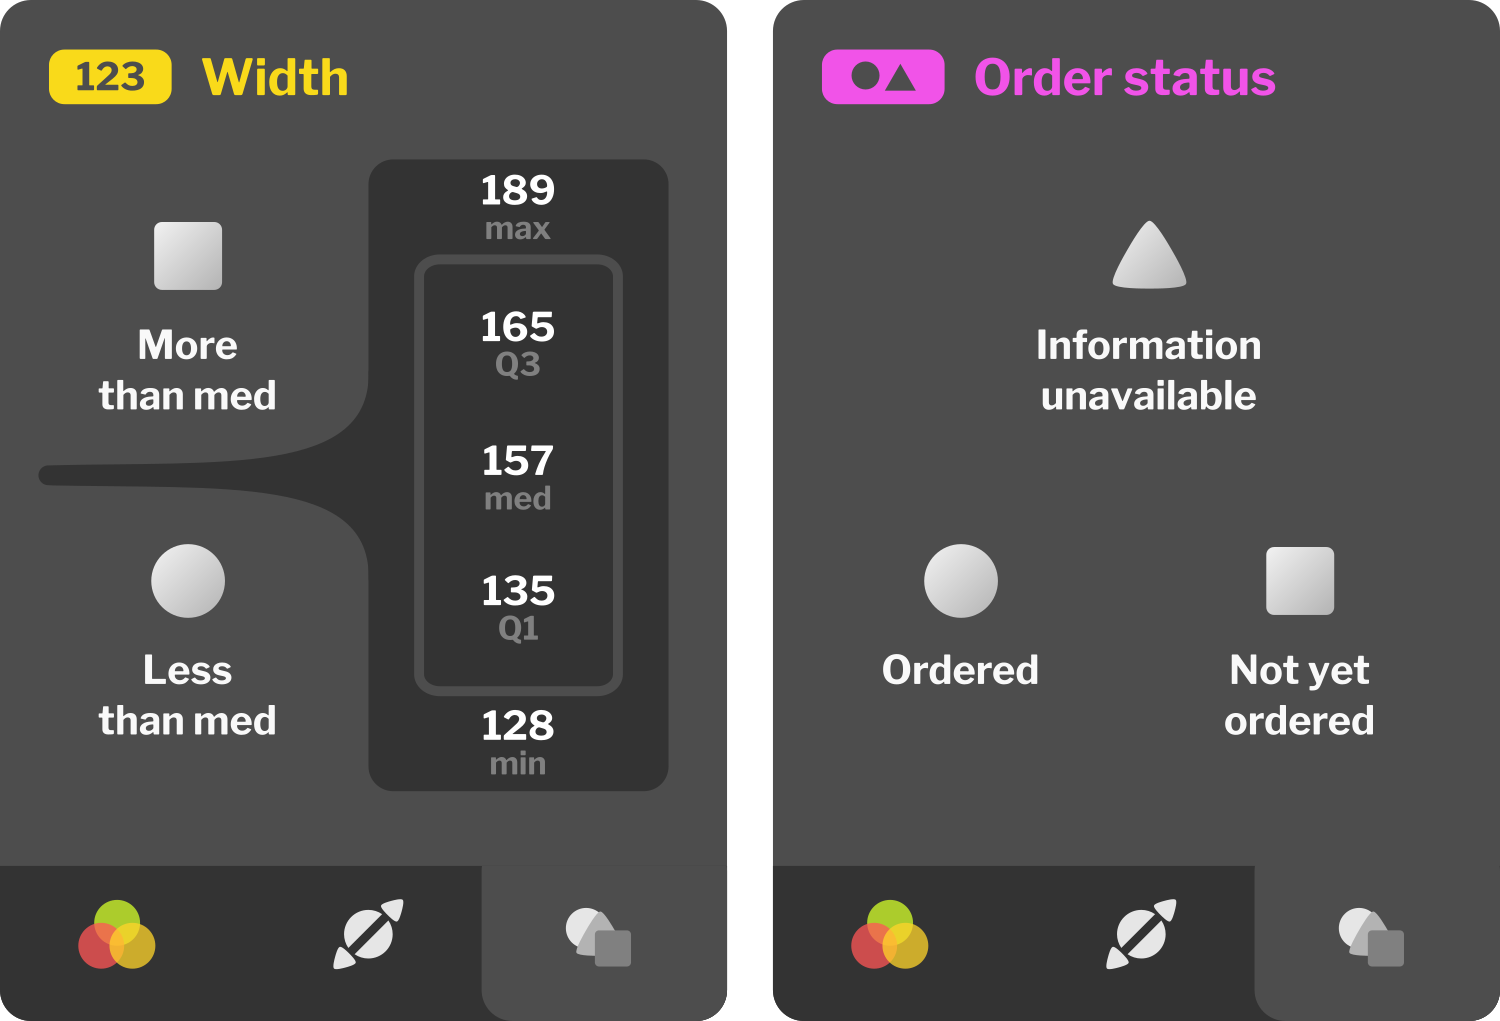 123 Width
189
max
More
than med
165
Q3
157
med
135
Q1
Less
than med
128
min
Order status
Information
unavailable
Ordered
Not yet
ordered